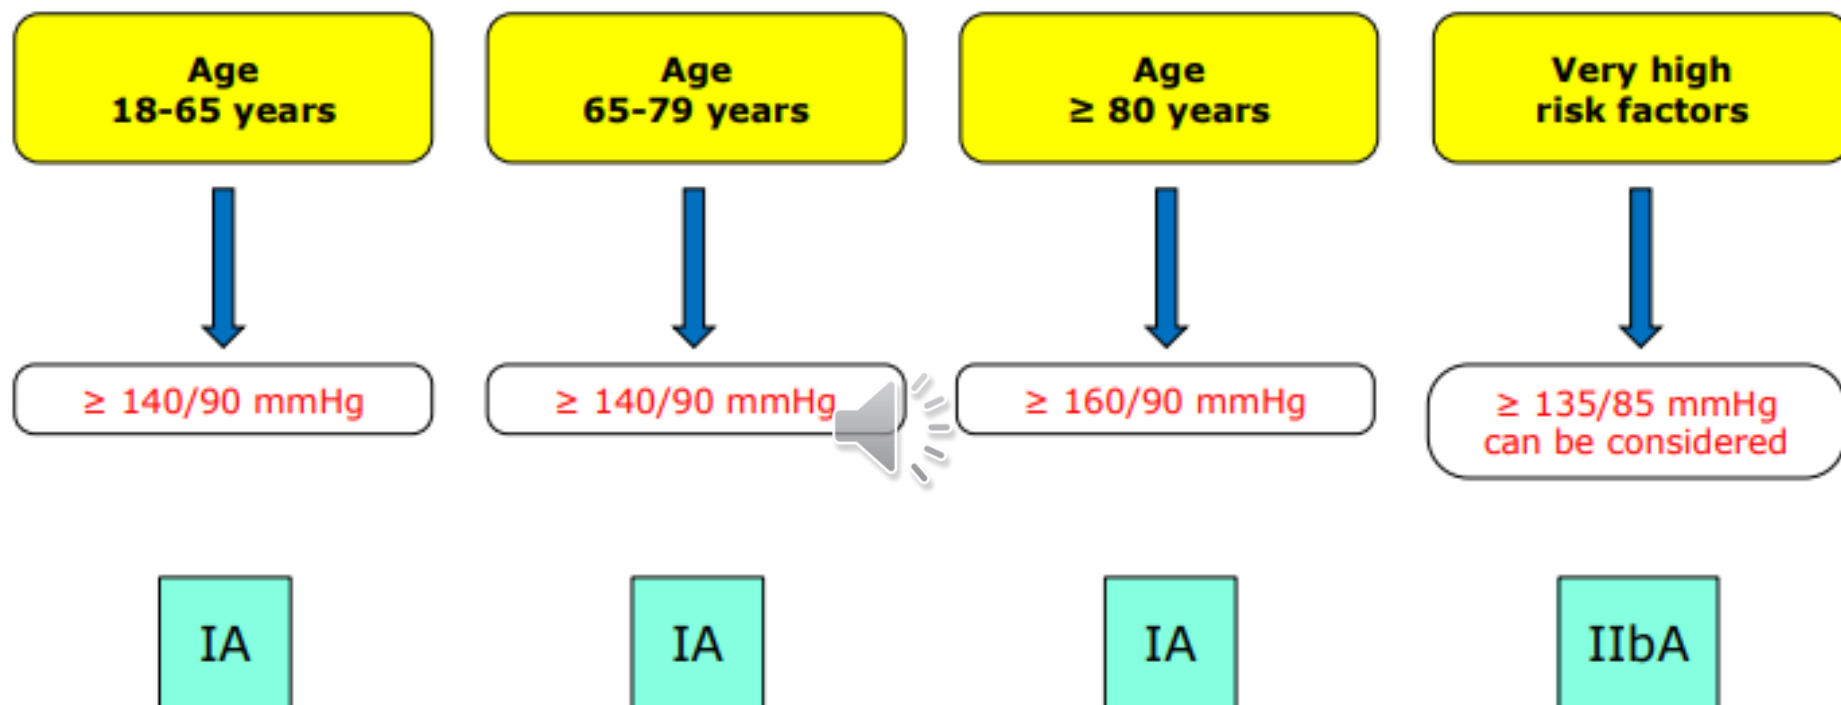 Age
18-65 years
Age
65-79 years
Age
≥ 80 years
Very high
risk factors
≥ 140/90 mmHg
≥ 140/90 mmHg
≥ 160/90 mmHg
≥ 135/85 mmHg
can be considered
IA
IA
IA
IIbA